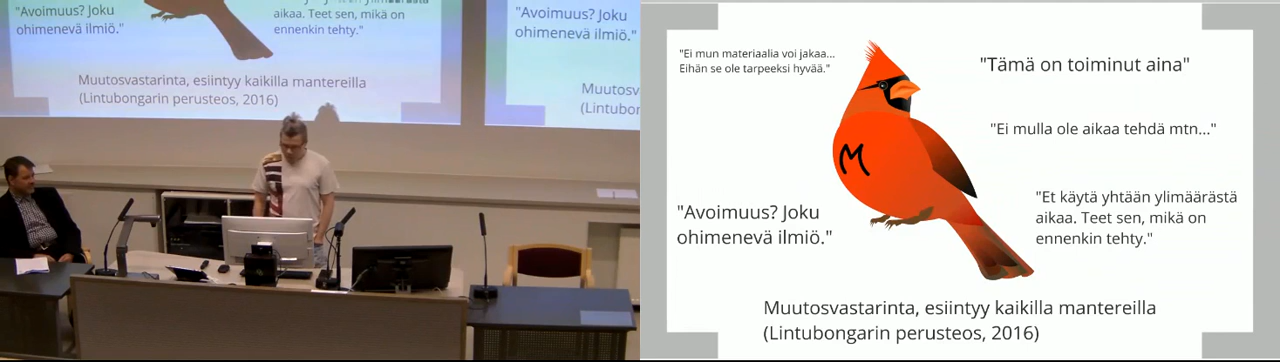 "Avoimuus? Joku
ohimenevä ilmiö."
aikaa. Teet sen, mikä on
ennenkin tehty."
Muutosvastarinta, esiintyy kaikilla mantereilla
(Lintubongarin perusteos, 2016)
"Avoimuus? Joku
ohimenevä ilmiö."
Muutosv
(Lintubon
"Ei mun materiaalia voi jakaa...
Eihän se ole tarpeeksi hyvää."
"Tämä on toiminut aina"
"Ei mulla ole aikaa tehdä mtn..."
M
"Avoimuus? Joku
ohimenevä ilmiö."
"Et käytä yhtään ylimäärästä
aikaa. Teet sen, mikä on
ennenkin tehty."
Muutosvastarinta, esiintyy kaikilla mantereilla
(Lintubongarin perusteos, 2016)